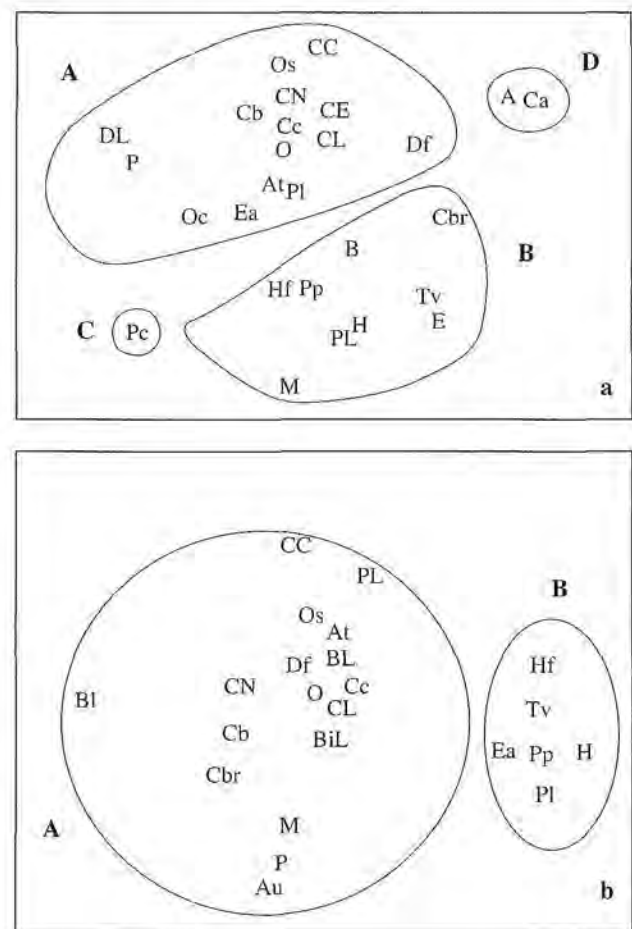 CC
A Os D
CN A Ca
Cb CE
Cc
DL CL
O Df
P
At Pl
Oc Ea
Cbr
B B
Hf Pp Tv
H E
C Pc PL
M a
CC
PL
B
Os
At
Df BL Hf
CN Cc
O
Bl CL Tv
Cb BiL
Ea Pp H
Cbr
Pl
A M
P
Au b